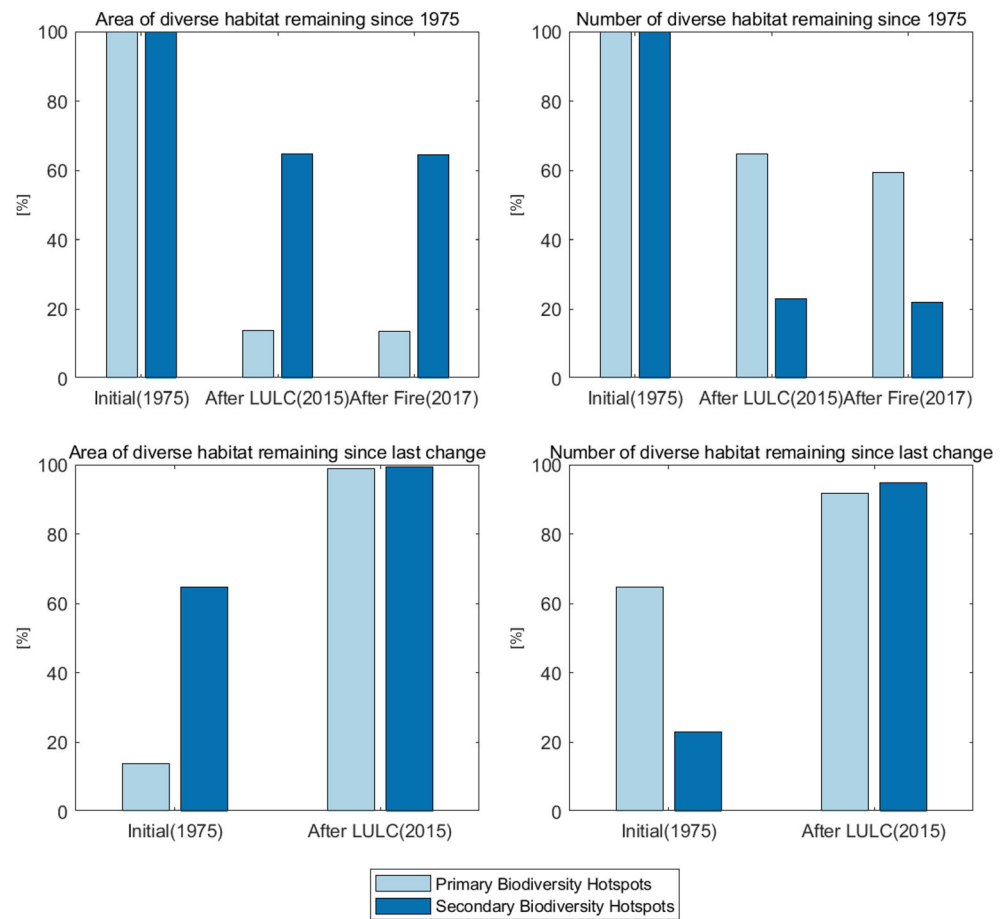 Area of diverse habitat remaining since 1975
100
80
60
40
20
0
[%]
Initial(1975) After LULC(2015) After Fire(2017)
Number of diverse habitat remaining since 1975
100
80
60
40
20
0
[%]
Initial(1975) After LULC(2015) After Fire(2017)
Area of diverse habitat remaining since last change
100
80
60
40
20
0
[%]
Initial(1975) After LULC(2015)
Number of diverse habitat remaining since last change
100
80
60
40
20
0
[%]
Initial(1975) After LULC(2015)
Primary Biodiversity Hotspots
Secondary Biodiversity Hotspots